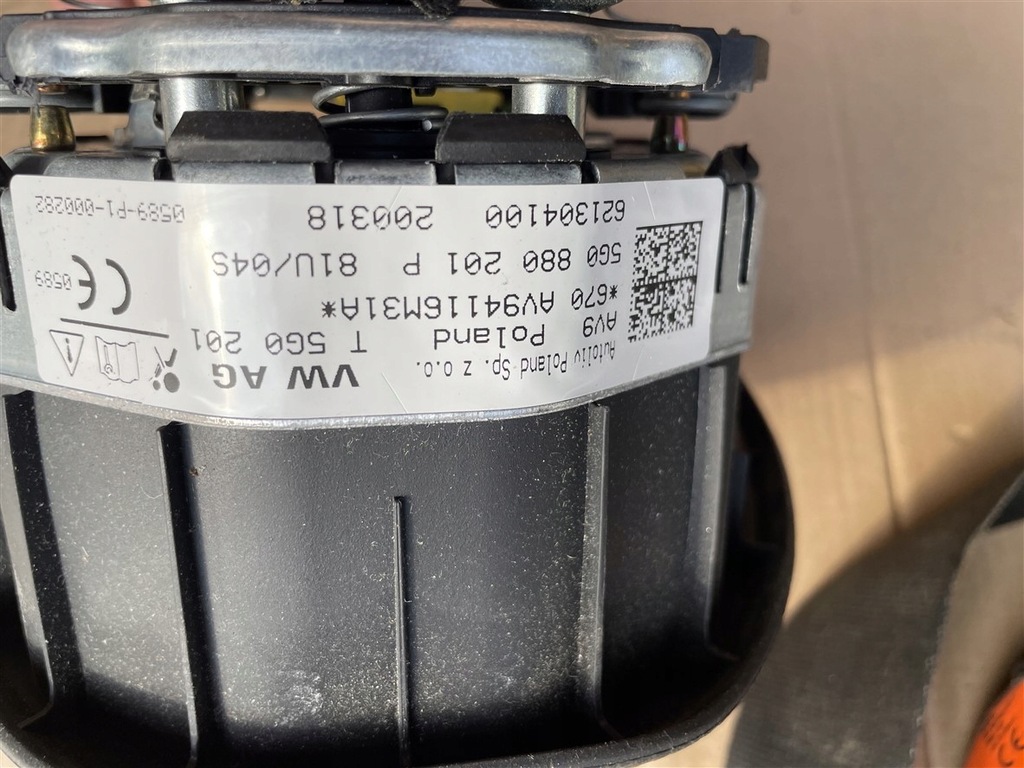 Autoliv Poland Sp. z o.o. VW AG
AV9 Poland T 5G0 201
*670 AV94116M31A*
5G0 880 201 P 81U/04S
621304100 200318
0589
CE
0589-P1-000282